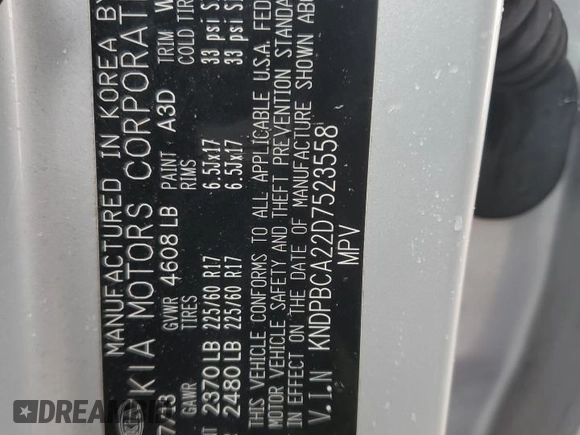 MANUFACTURED IN KOREA BY
KIA MOTORS CORPORATI
GVWR 4608 LB PAINT A3D TRIM W
GAWR TIRES RIMS COLD TIR
2370 LB 225/60 R17 6.5Jx17 33 psi
2480 LB 225/60 R17 6.5Jx17 33 psi
THIS VEHICLE CONFORMS TO ALL APPLICABLE U.S.A. FED
MOTOR VEHICLE SAFETY AND THEFT PREVENTION STANDA
IN EFFECT ON THE DATE OF MANUFACTURE SHOWN ABO
V.I.N KNDPBCA22D7523558
MPV
DREAMBID